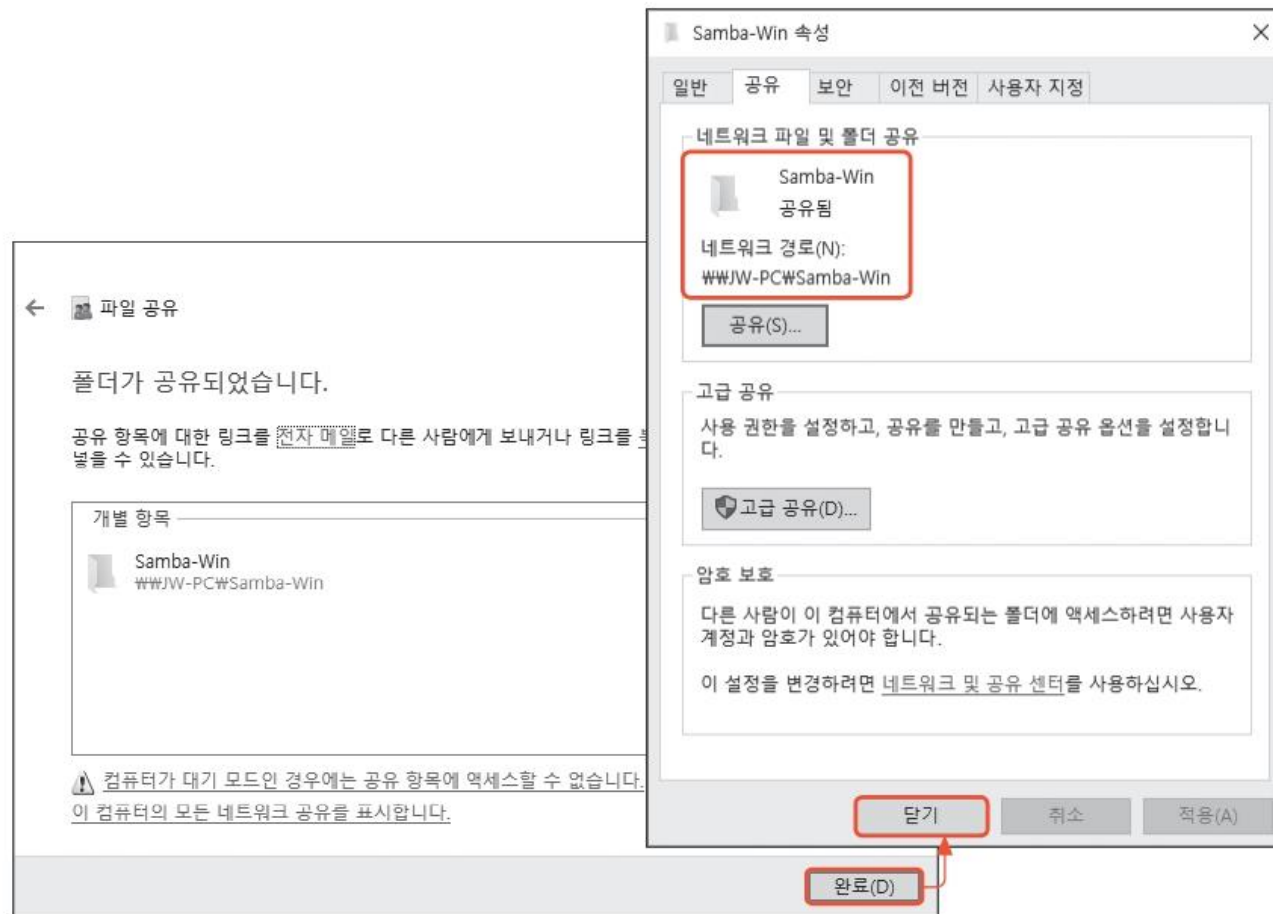 파일 공유
폴더가 공유되었습니다.
공유 항목에 대한 링크를 전자 메일로 다른 사람에게 보내거나 링크를
넣을 수 있습니다.
개별 항목
Samba-Win
₩₩JW-PC₩Samba-Win
컴퓨터가 대기 모드인 경우에는 공유 항목에 액세스할 수 없습니다.
이 컴퓨터의 모든 네트워크 공유를 표시합니다.
완료(D)
Samba-Win 속성
일반 공유 보안 이전 버전 사용자 지정
네트워크 파일 및 폴더 공유
Samba-Win
공유됨
네트워크 경로(N):
₩₩JW-PC₩Samba-Win
공유(S)...
고급 공유
사용 권한을 설정하고, 공유를 만들고, 고급 공유 옵션을 설정합니
다.
고급 공유(D)...
암호 보호
다른 사람이 이 컴퓨터에서 공유되는 폴더에 액세스하려면 사용자
계정과 암호가 있어야 합니다.
이 설정을 변경하려면 네트워크 및 공유 센터를 사용하십시오.
닫기 취소 적용(A)